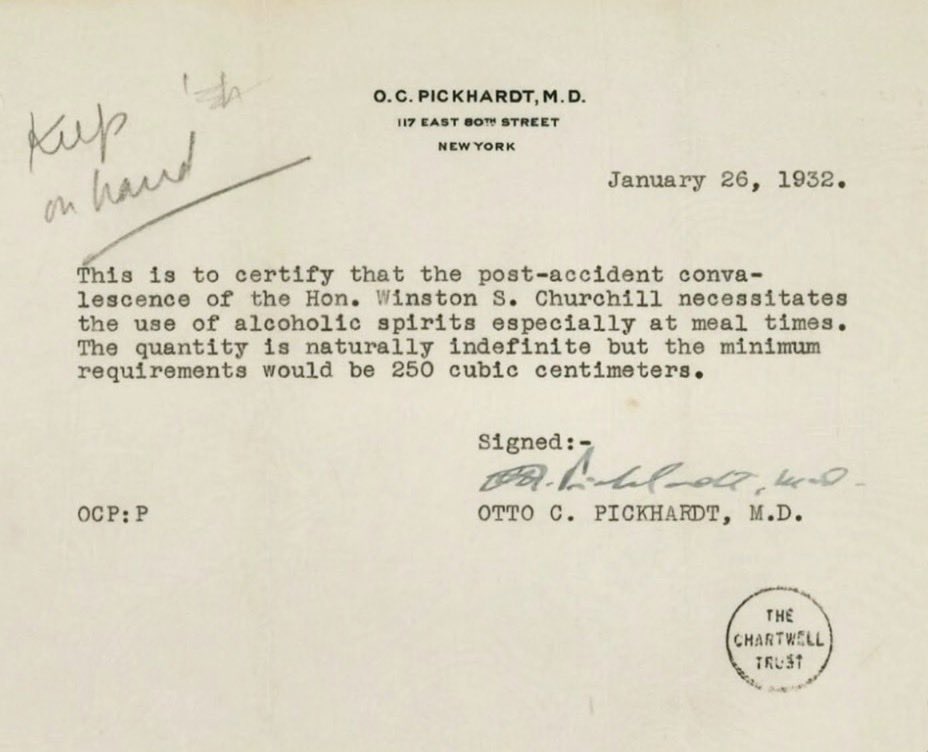 Keep
on hand
O. C. PICKHARDT, M. D.
117 EAST 80TH STREET
NEW YORK
January 26, 1932.
This is to certify that the post-accident conva-
lescence of the Hon. Winston S. Churchill necessitates
the use of alcoholic spirits especially at meal times.
The quantity is naturally indefinite but the minimum
requirements would be 250 cubic centimeters.
Signed:-
Pickhardt, M.D.
OCP:P
OTTO C. PICKHARDT, M.D.
THE
CHARTWELL
TRUST